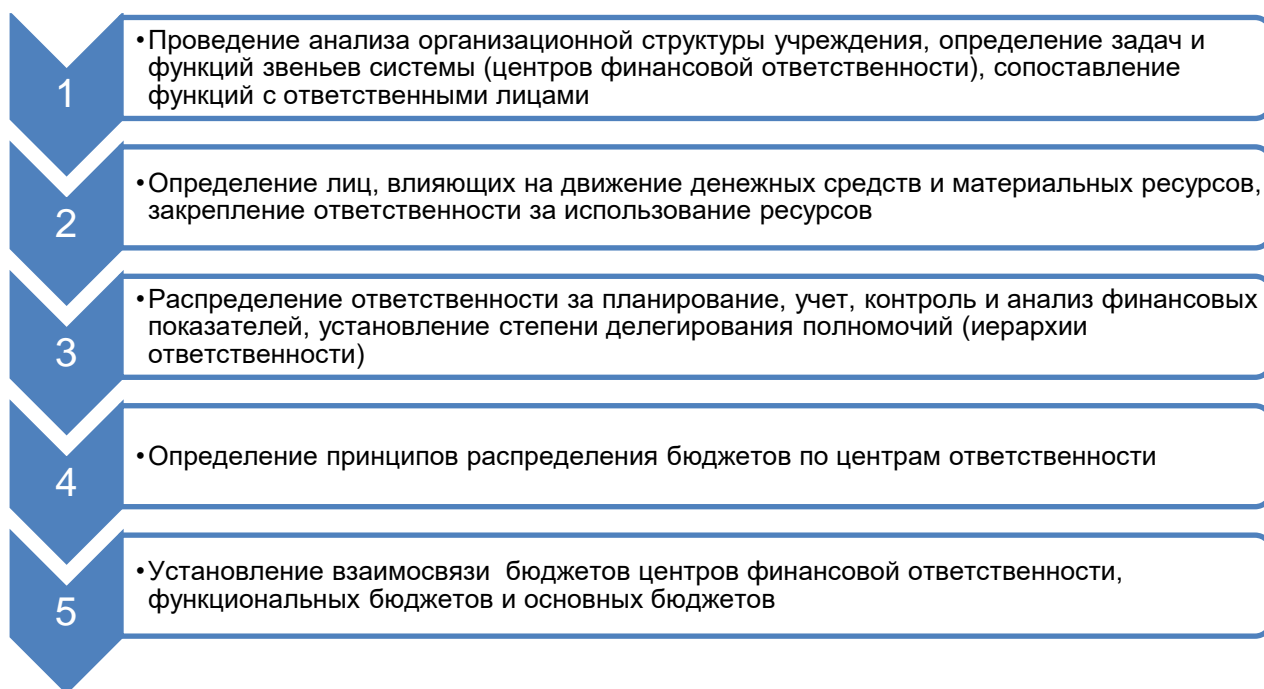 1
•Проведение анализа организационной структуры учреждения, определение задач и
функций звеньев системы (центров финансовой ответственности), сопоставление
функций с ответственными лицами
2
•Определение лиц, влияющих на движение денежных средств и материальных ресурсов,
закрепление ответственности за использование ресурсов
3
•Распределение ответственности за планирование, учет, контроль и анализ финансовых
показателей, установление степени делегирования полномочий (иерархии
ответственности)
4
•Определение принципов распределения бюджетов по центрам ответственности
5
•Установление взаимосвязи  бюджетов центров финансовой ответственности,
функциональных бюджетов и основных бюджетов